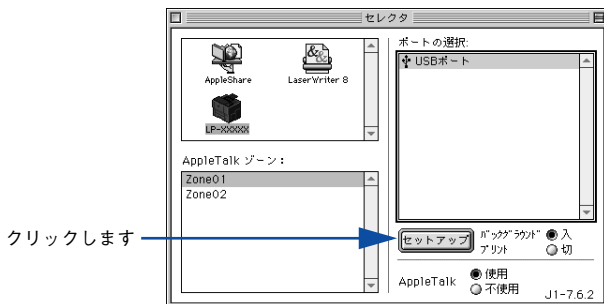 セレクタ
AppleShare
LaserWriter 8
LP-XXXXX
AppleTalk ゾーン：
Zone01
Zone02
ポートの選択:
USBポート
クリックします
セットアップ
ﾊﾞｯｸｸﾞﾗｳﾝﾄﾞ
ﾌﾟﾘﾝﾄ
入
切
AppleTalk
使用
不使用
J1-7.6.2